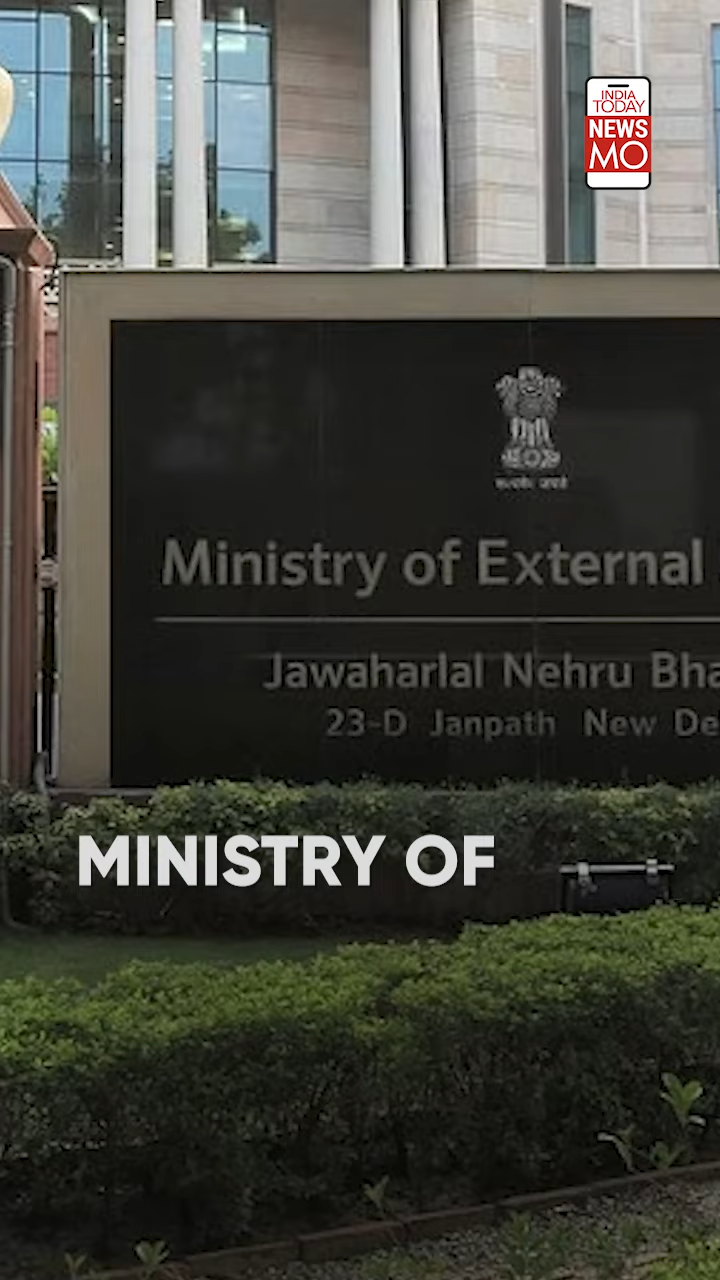 INDIA
TODAY
NEWS
MO
Ministry of External
Jawaharlal Nehru Bha
23-D Janpath New De
MINISTRY OF